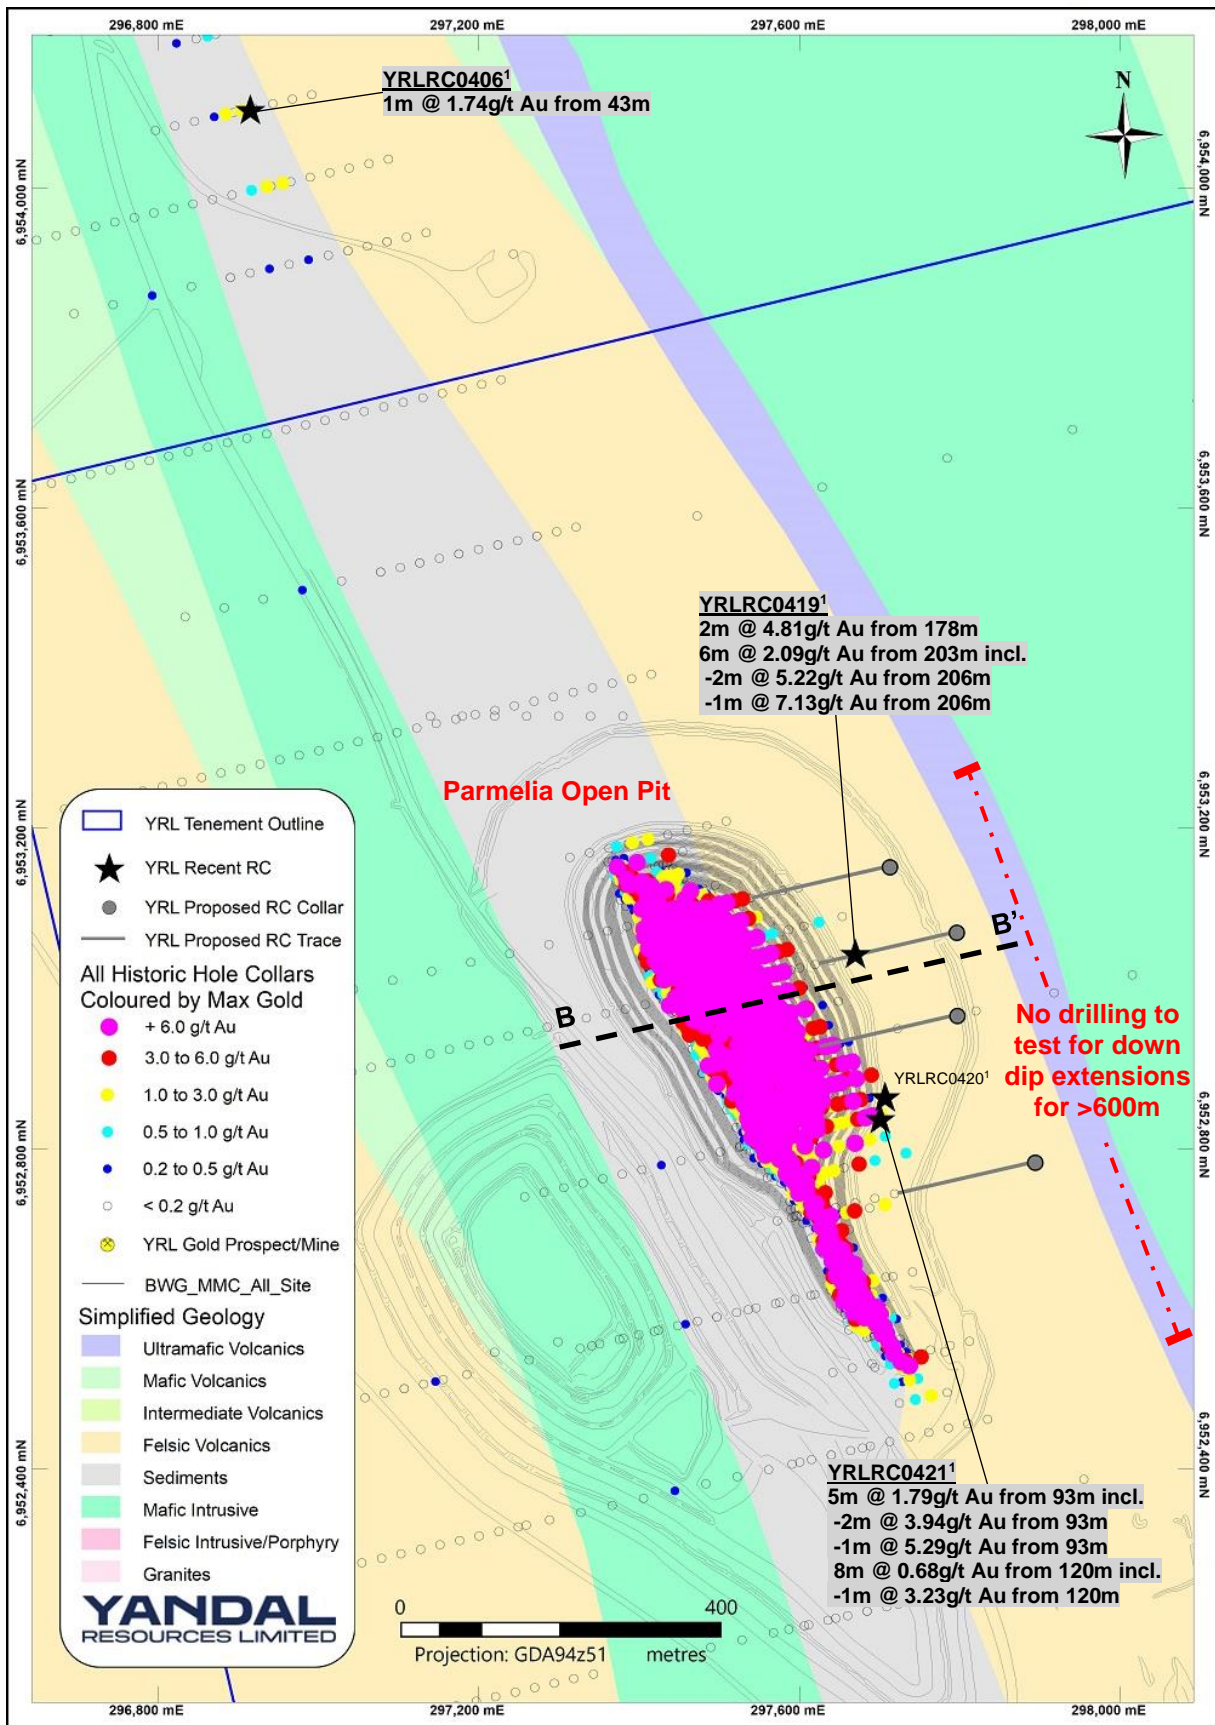 296,800 mE
297,200 mE
297,600 mE
298,000 mE
YRLRC0406¹
1m @ 1.74g/t Au from 43m
N
6,954,000 mN
6,954,000 mN
6,953,600 mN
6,953,600 mN
YRLRC0419¹
2m @ 4.81g/t Au from 178m
6m @ 2.09g/t Au from 203m incl.
-2m @ 5.22g/t Au from 206m
-1m @ 7.13g/t Au from 206m
Parmelia Open Pit
6,953,200 mN
6,953,200 mN
B
B’
No drilling to
test for down
dip extensions
for >600m
YRLRC0420¹
6,952,800 mN
6,952,800 mN
YRL Tenement Outline
YRL Recent RC
YRL Proposed RC Collar
YRL Proposed RC Trace
All Historic Hole Collars
Coloured by Max Gold
+ 6.0 g/t Au
3.0 to 6.0 g/t Au
1.0 to 3.0 g/t Au
0.5 to 1.0 g/t Au
0.2 to 0.5 g/t Au
< 0.2 g/t Au
YRL Gold Prospect/Mine
BWG_MMC_All_Site
Simplified Geology
Ultramafic Volcanics
Mafic Volcanics
Intermediate Volcanics
Felsic Volcanics
Sediments
Mafic Intrusive
Felsic Intrusive/Porphyry
Granites
YANDAL
RESOURCES LIMITED
6,952,400 mN
6,952,400 mN
YRLRC0421¹
5m @ 1.79g/t Au from 93m incl.
-2m @ 3.94g/t Au from 93m
-1m @ 5.29g/t Au from 93m
8m @ 0.68g/t Au from 120m incl.
-1m @ 3.23g/t Au from 120m
0
400
Projection: GDA94z51
metres
296,800 mE
297,200 mE
297,600 mE
298,000 mE